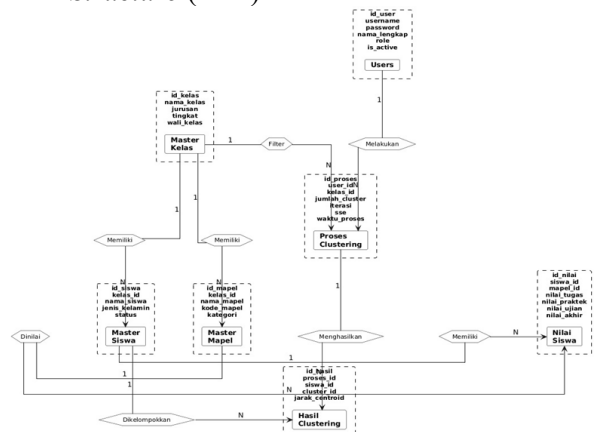 id_user
username
password
nama_lengkap
role
is_active
Users
1
id_kelas
nama_kelas
jurusan
tingkat
wali_kelas
Master
Kelas
1
Filter
Melakukan
1
1
id_proses
user_id
N
N
kelas_id
jumlah_cluster
iterasi
sse
waktu_proses
Proses
Clustering
Memiliki
Memiliki
N
N
id_siswa
kelas_id
nama_siswa
jenis_kelamin
status
Master
Siswa
id_mapel
kelas_id
nama_mapel
kode_mapel
kategori
Master
Mapel
1
id_nilai
siswa_id
mapel_id
nilai_tugas
nilai_praktek
nilai_ujian
nilai_akhir
Nilai
Siswa
Dinilai
Menghasilkan
Memiliki
N
1
1
1
N
N
id_hasil
proses_id
siswa_id
cluster_id
jarak_centroid
Hasil
Clustering
Dikelompokkan
N